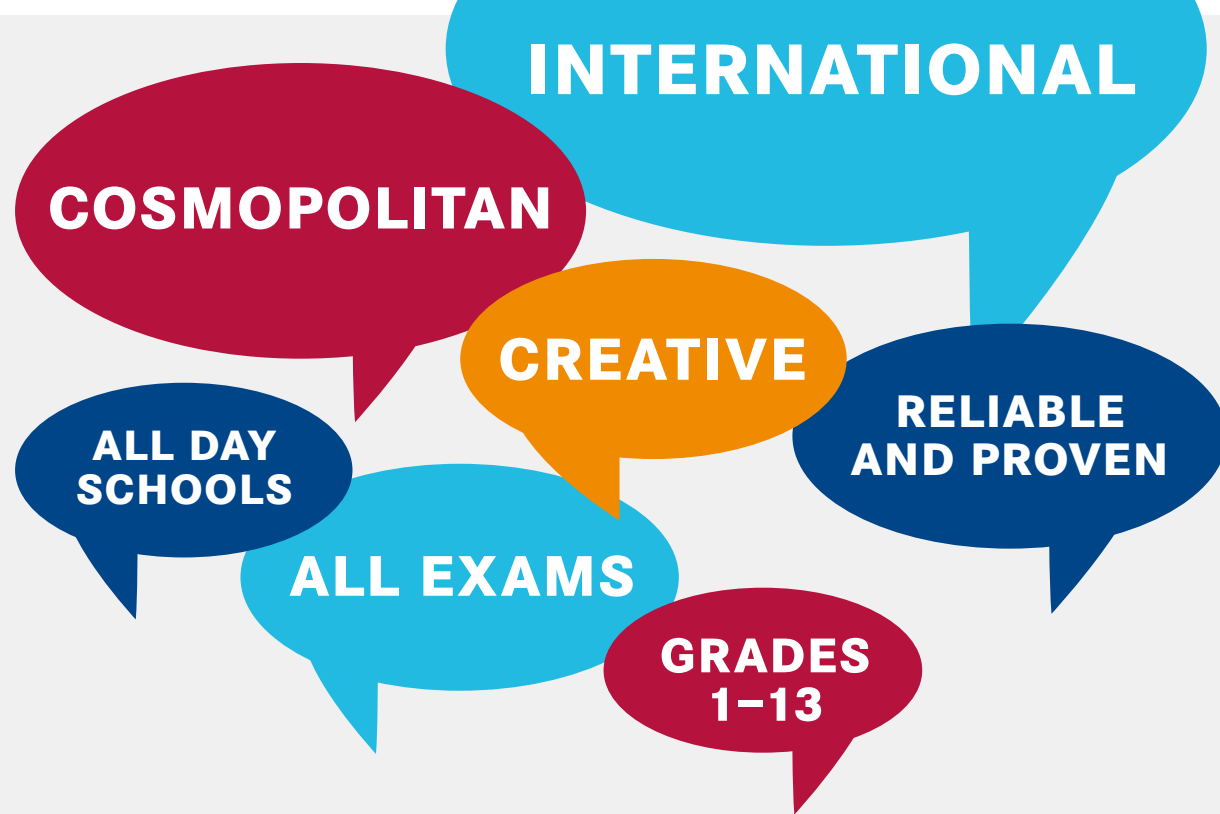 INTERNATIONAL
COSMOPOLITAN
CREATIVE
RELIABLE
AND PROVEN
ALL DAY
SCHOOLS
ALL EXAMS
GRADES
1–13